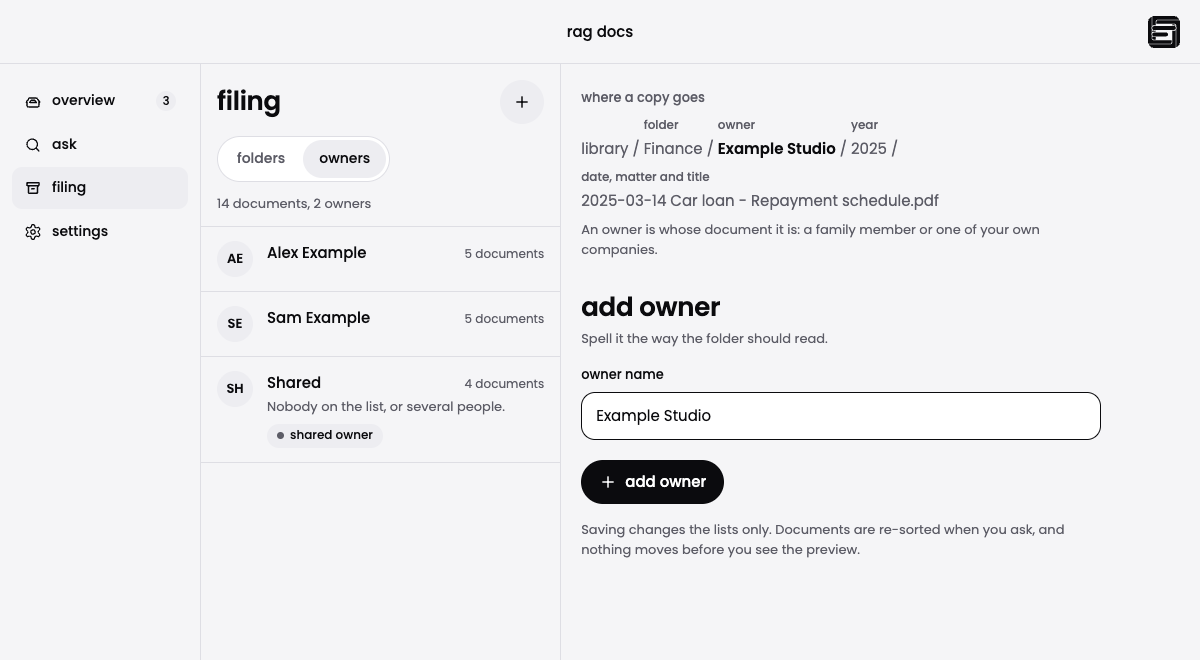 rag docs
overview
3
ask
filing
settings
filing
+
folders
owners
14 documents, 2 owners
AE
Alex Example
5 documents
SE
Sam Example
5 documents
SH
Shared
4 documents
Nobody on the list, or several people.
shared owner
where a copy goes
folder owner year
library / Finance / Example Studio / 2025 /
date, matter and title
2025-03-14 Car loan - Repayment schedule.pdf
An owner is whose document it is: a family member or one of your own
companies.
add owner
Spell it the way the folder should read.
owner name
Example Studio
+ add owner
Saving changes the lists only. Documents are re-sorted when you ask, and
nothing moves before you see the preview.